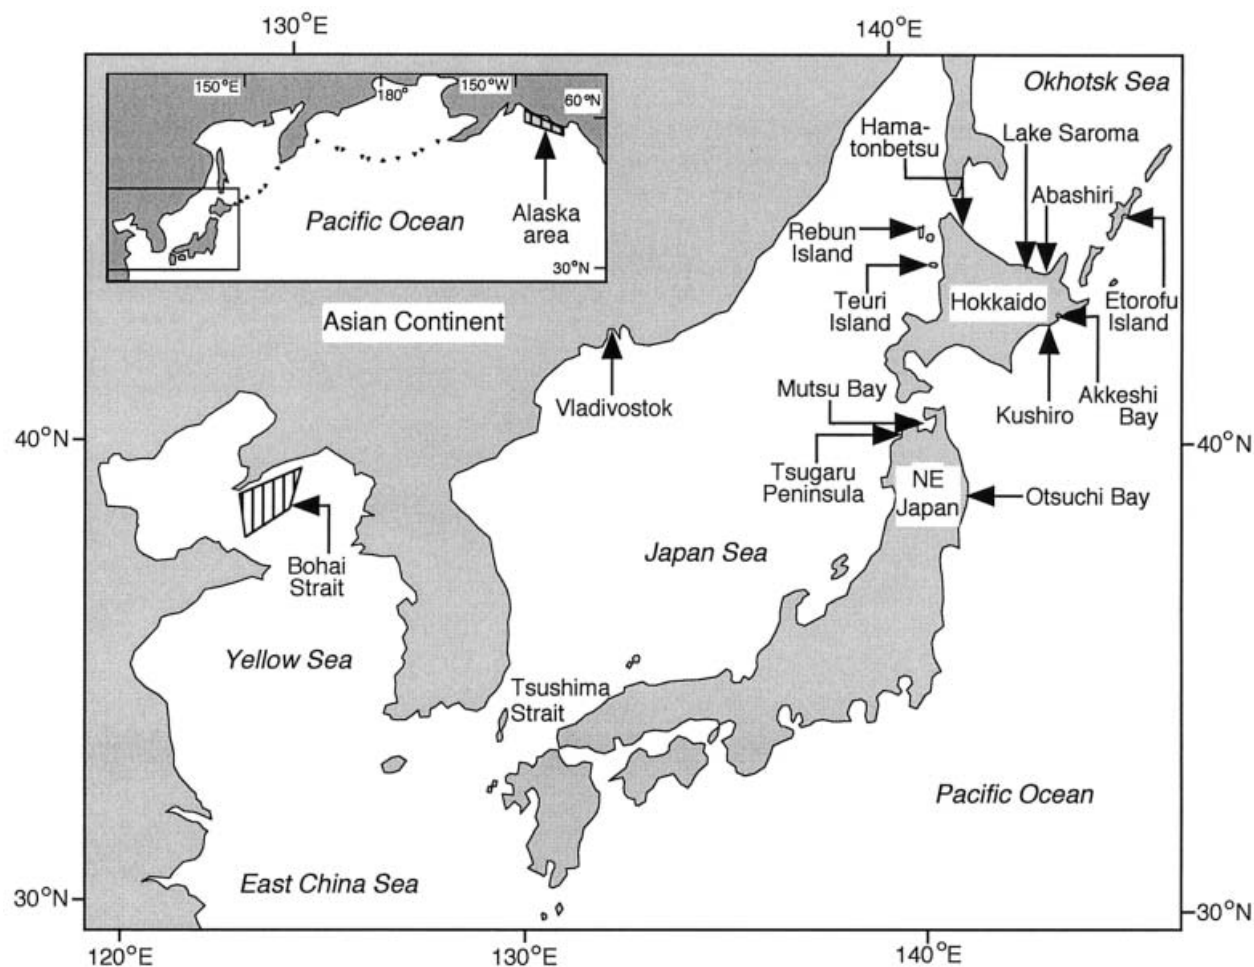 130°E
140°E
150°E
180°
150°W
60°N
Pacific Ocean
Alaska
area
30°N
Okhotsk Sea
Hama-
tonbetsu
Lake Saroma
Abashiri
Rebun
Island
Teuri
Island
Hokkaido
Etorofu
Island
Asian Continent
Vladivostok
Mutsu Bay
Kushiro
Akkeshi
Bay
40°N
40°N
Tsugaru
Peninsula
NE
Japan
Otsuchi Bay
Bohai
Strait
Japan Sea
Yellow Sea
Tsushima
Strait
Pacific Ocean
East China Sea
30°N
30°N
120°E
130°E
140°E